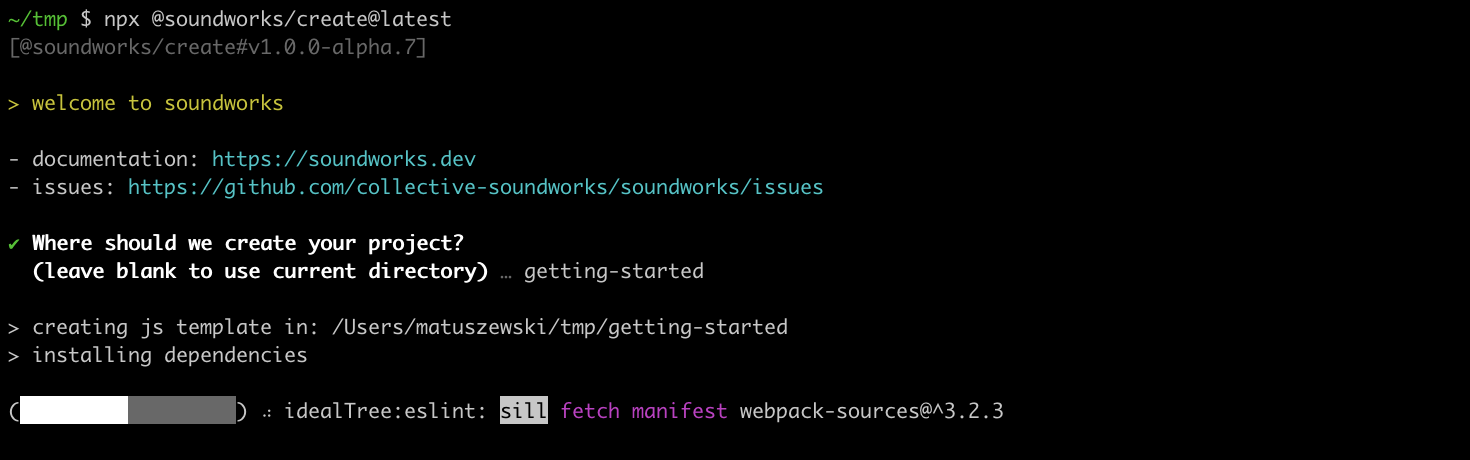 ~/tmp $ npx @soundworks/create@latest
[@soundworks/create#v1.0.0-alpha.7]
> welcome to soundworks
- documentation: https://soundworks.dev
- issues: https://github.com/collective-soundworks/soundworks/issues
✔ Where should we create your project?
(leave blank to use current directory) … getting-started
> creating js template in: /Users/matuszewski/tmp/getting-started
> installing dependencies
( ) ⠴ idealTree:eslint: sill fetch manifest webpack-sources@^3.2.3